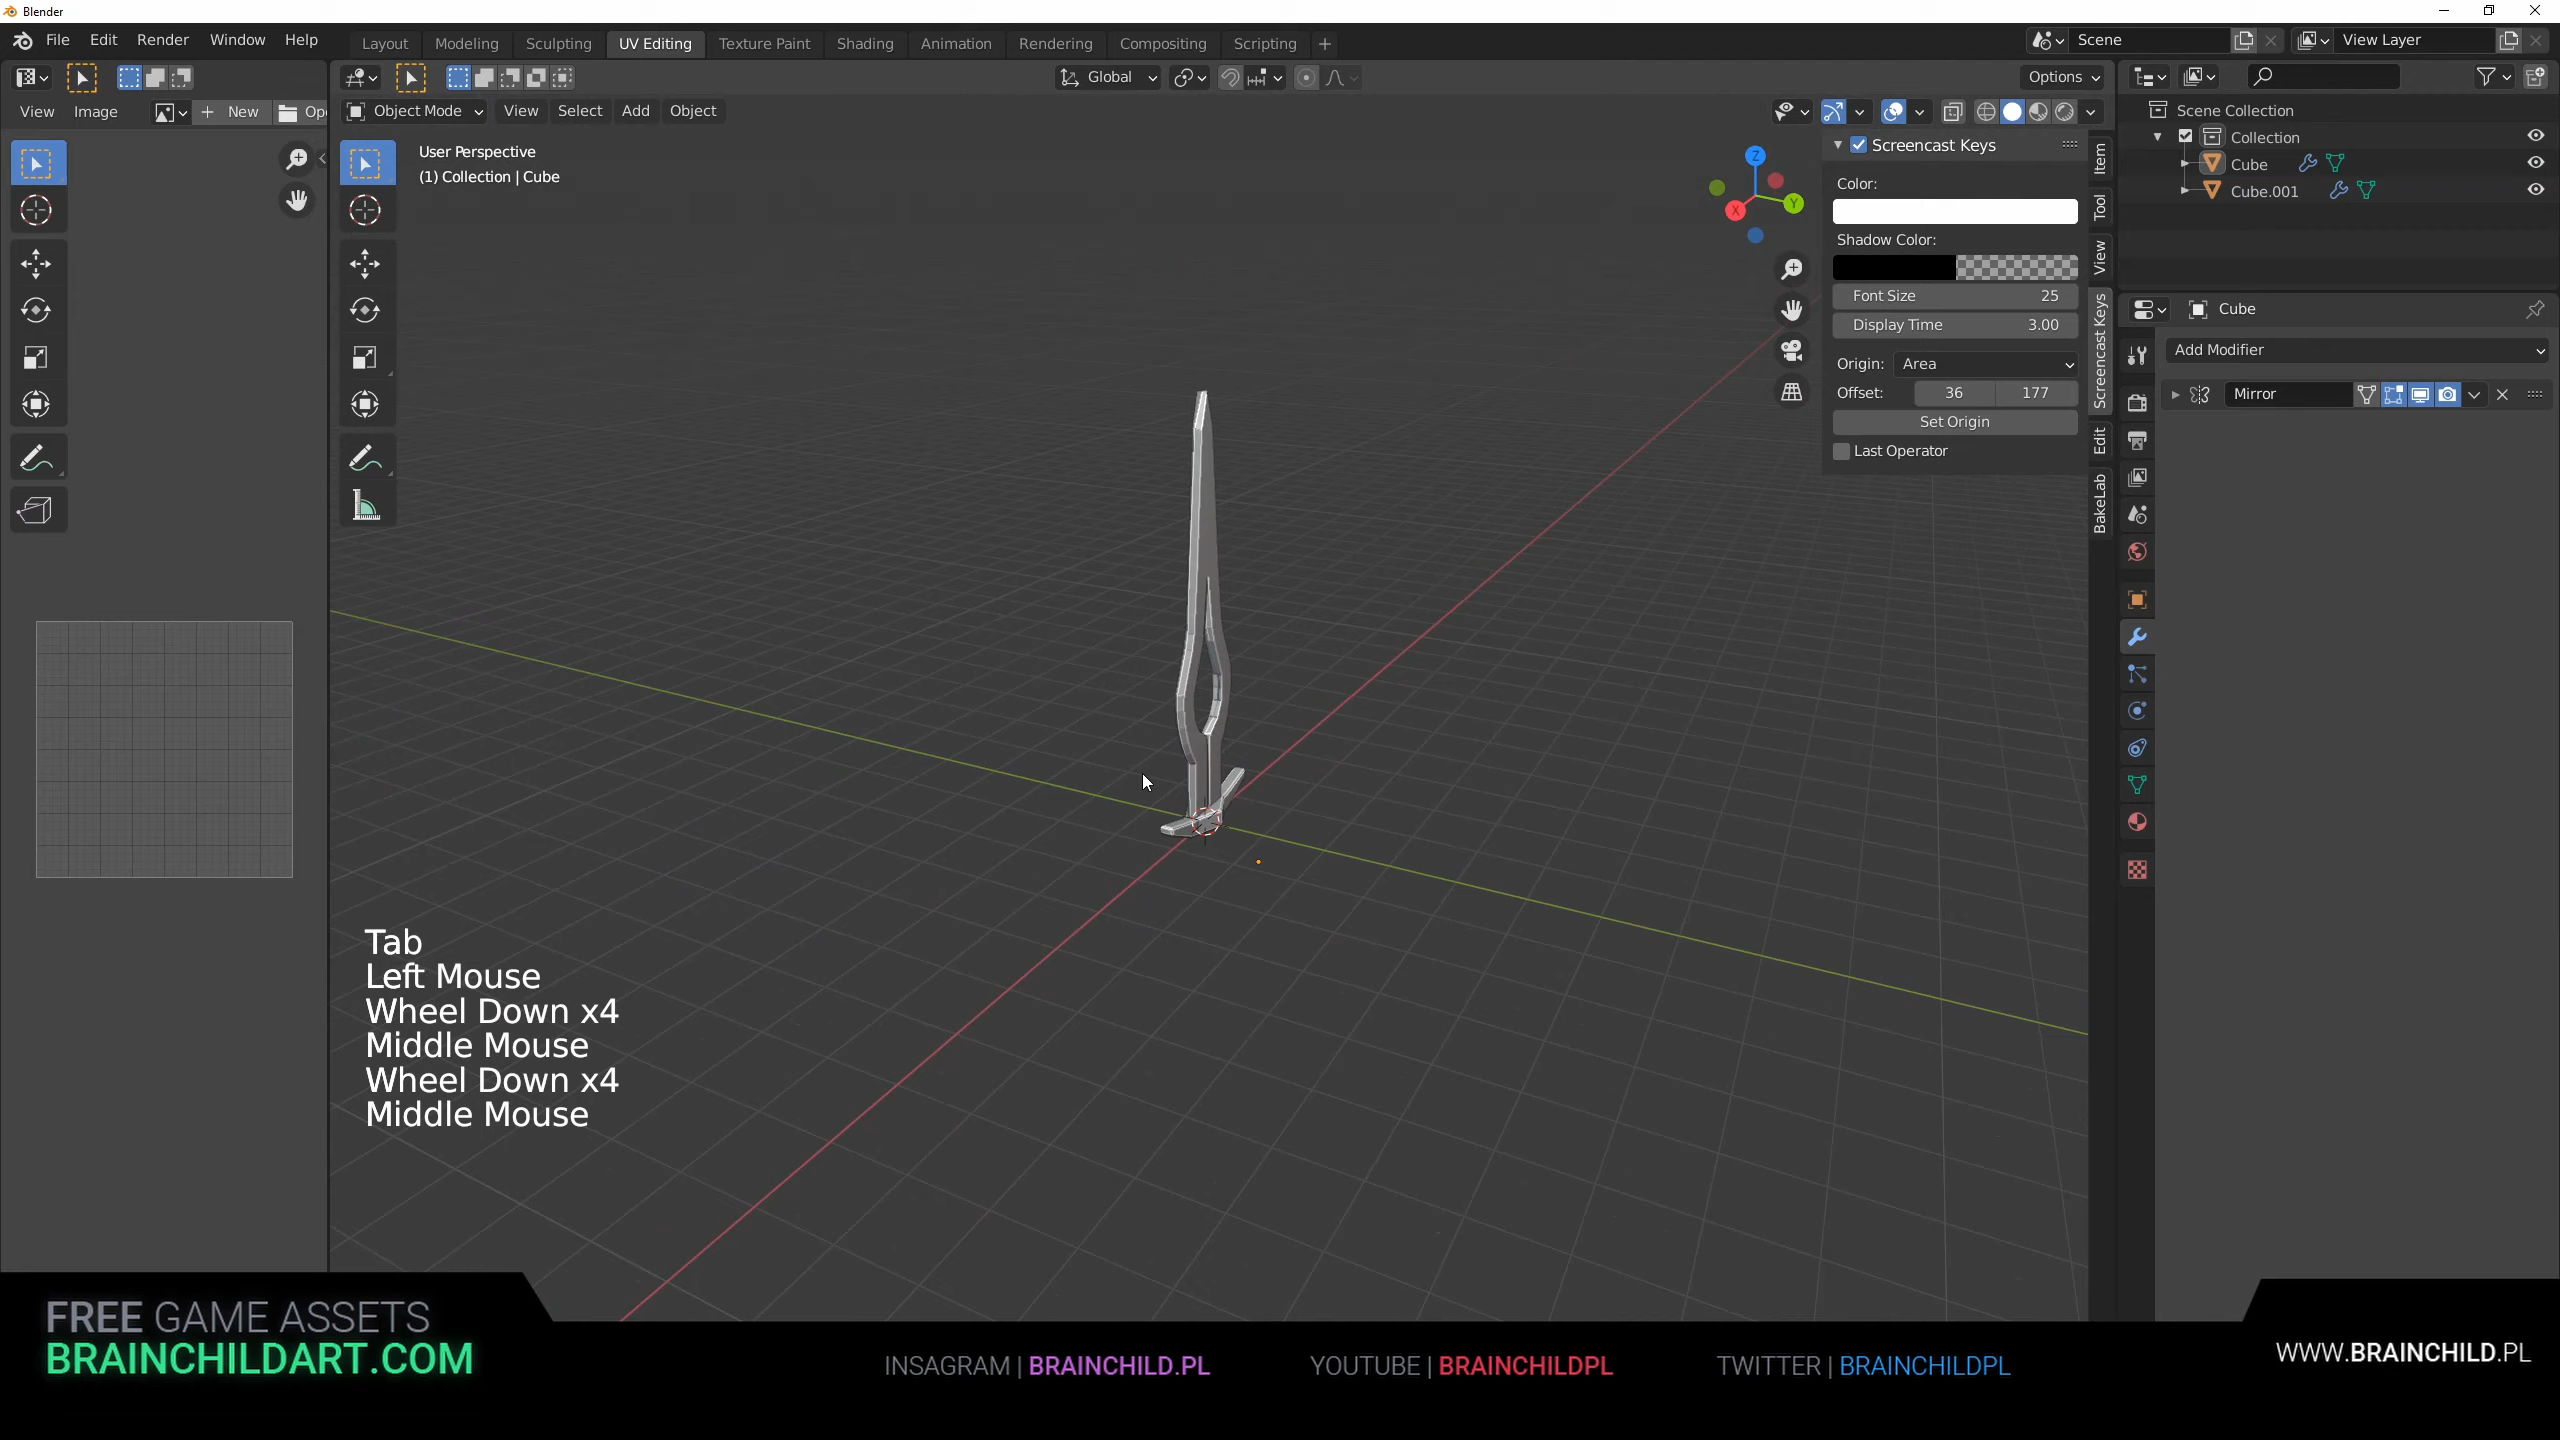 Blender
File Edit Render Window Help
Layout Modeling Sculpting UV Editing Texture Paint Shading Animation Rendering Compositing Scripting +
Scene
View Layer
Global
Options
View Image + New Op
Object Mode View Select Add Object
User Perspective
(1) Collection | Cube
Z
Y
X
Screencast Keys
Color:
Shadow Color:
Font Size 25
Display Time 3.00
Origin: Area
Offset: 36 177
Set Origin
Last Operator
Item
Tool
View
Screencast Keys
Edit
BakeLab
Scene Collection
Collection
Cube
Cube.001
Cube
Add Modifier
Mirror
Tab
Left Mouse
Wheel Down x4
Middle Mouse
Wheel Down x4
Middle Mouse
FREE GAME ASSETS
BRAINCHILDART.COM
INSAGRAM | BRAINCHILD.PL
YOUTUBE | BRAINCHILDPL
TWITTER | BRAINCHILDPL
WWW.BRAINCHILD.PL